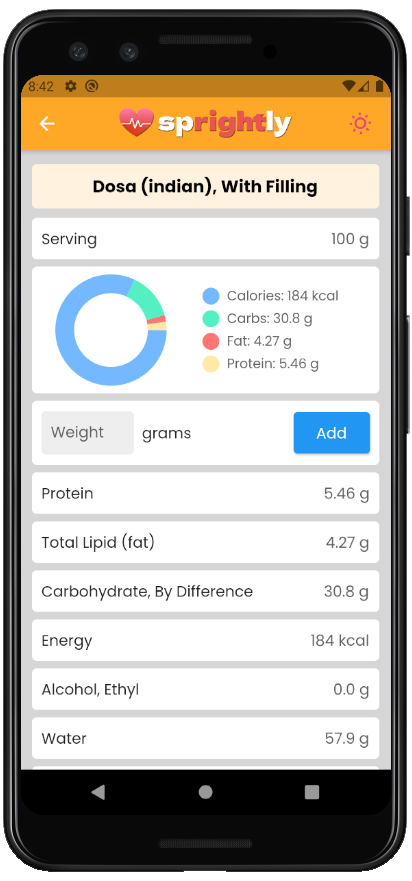 8:42
sprightly
Dosa (indian), With Filling
Serving 100 g
Calories: 184 kcal
Carbs: 30.8 g
Fat: 4.27 g
Protein: 5.46 g
Weight grams Add
Protein 5.46 g
Total Lipid (fat) 4.27 g
Carbohydrate, By Difference 30.8 g
Energy 184 kcal
Alcohol, Ethyl 0.0 g
Water 57.9 g